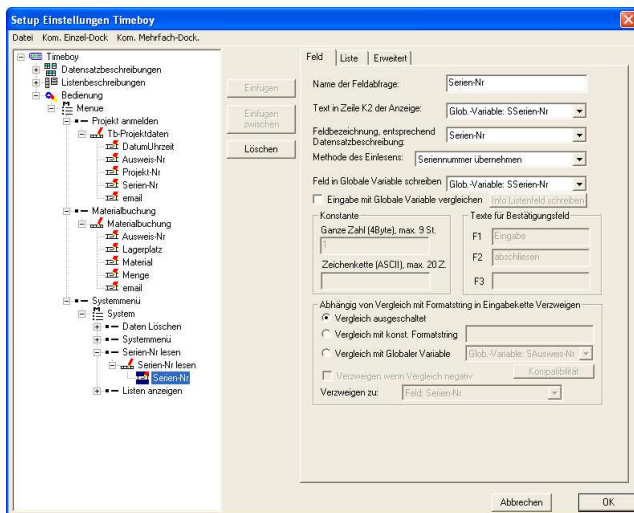 Setup Einstellungen Timeboy
Datei Kom. Einzel-Dock Kom. Mehrfach-Dock.
Timeboy
Datensatzbeschreibungen
Listenbeschreibungen
Bedienung
Menue
Projekt anmelden
Tb-Projektdaten
DatumUhrzeit
Ausweis-Nr
Projekt-Nr
Serien-Nr
email
Materialbuchung
Materialbuchung
Ausweis-Nr
Lagerplatz
Material
Menge
email
Systemmenü
System
Daten Löschen
Systemmenü
Serien-Nr lesen
Serien-Nr lesen
Serien-Nr
Listen anzeigen
Einfügen
Einfügen
zwischen
Löschen
Feld Liste Erweitert
Name der Feldabfrage: Serien-Nr
Text in Zeile K2 der Anzeige: Glob.-Variable: SSerien-Nr
Feldbezeichnung, entsprechend
Datensatzbeschreibung: Serien-Nr
Methode des Einlesens: Seriennummer übernehmen
Feld in Globale Variable schreiben Glob.-Variable: SSerien-Nr
Eingabe mit Globale Variable vergleichen Info Listenfeld schreiben
Konstante
Ganze Zahl (4Byte), max. 9 St.
1
Zeichenkette (ASCII), max. 20 Z.
Texte für Bestätigungsfeld
F1 Eingabe
F2 abschliesen
F3
Abhängig von Vergleich mit Formatstring in Eingabekette Verzweigen
Vergleich ausgeschaltet
Vergleich mit konst. Formatstring
Vergleich mit Globaler Variable Glob.-Variable: SAusweis-Nr
Verzweigen wenn Vergleich negativ Kompatibilität
Verzweigen zu: Feld: Serien-Nr
Abbrechen OK